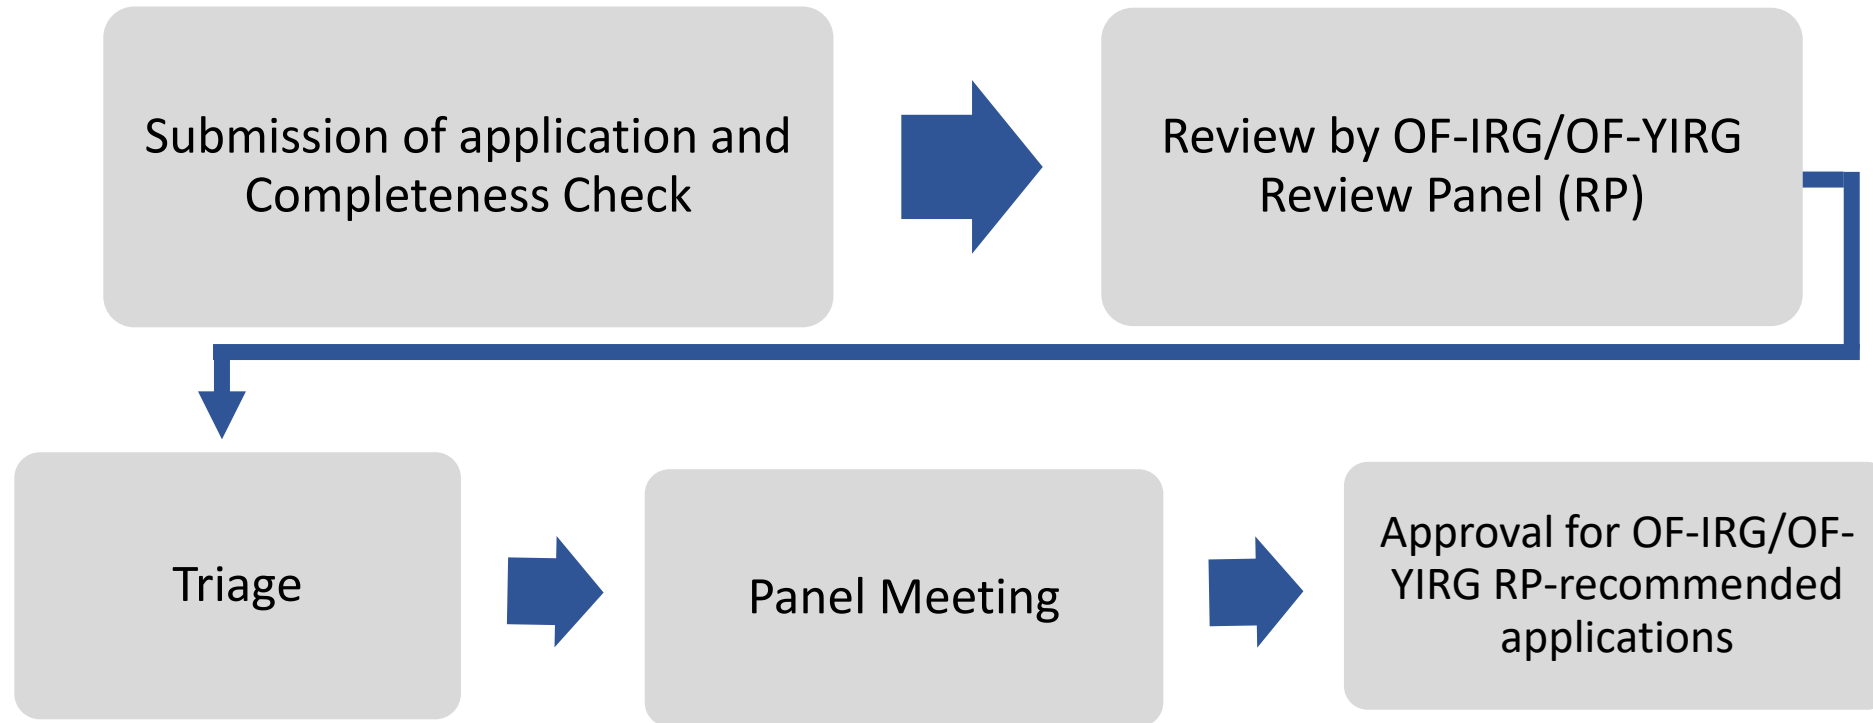 Submission of application and
Completeness Check
Review by OF-IRG/OF-YIRG
Review Panel (RP)
Triage
Panel Meeting
Approval for OF-IRG/OF-
YIRG RP-recommended
applications